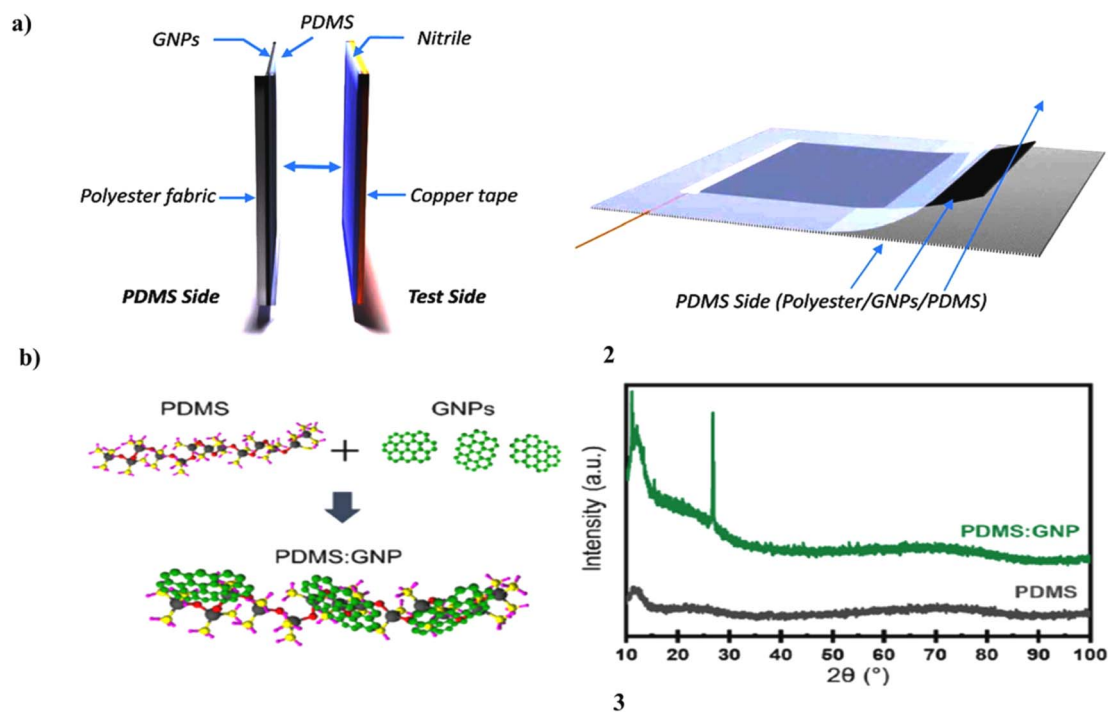 a)
GNPs
PDMS
Nitrile
Polyester fabric
Copper tape
PDMS Side
Test Side
PDMS Side (Polyester/GNPs/PDMS)
b)
2
PDMS
GNPs
+
PDMS:GNP
Intensity (a.u.)
PDMS:GNP
PDMS
10 20 30 40 50 60 70 80 90 100
2θ (°)
3